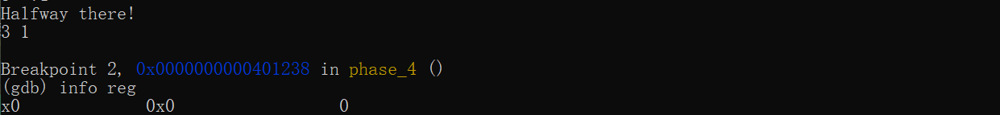 Halfway there!
3 1
Breakpoint 2, 0x0000000000401238 in phase_4 ()
(gdb) info reg
x0 0x0 0